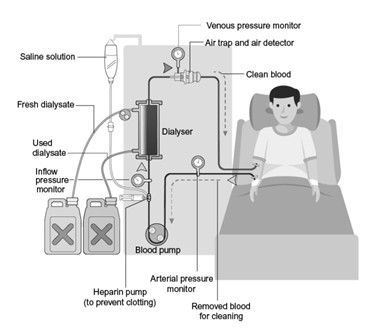 Venous pressure monitor
Air trap and air detector
Saline solution
Clean blood
Fresh dialysate
Dialyser
Used
dialysate
Inflow
pressure
monitor
Blood pump
Arterial pressure
monitor
Heparin pump
(to prevent clotting)
Removed blood
for cleaning